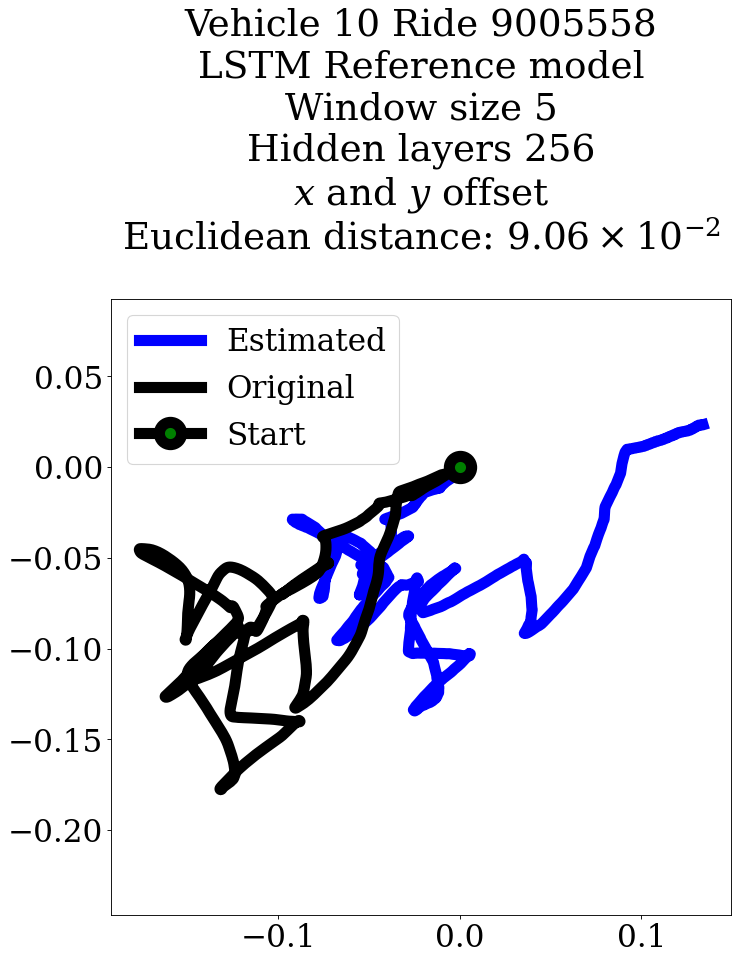 Vehicle 10 Ride 9005558
LSTM Reference model
Window size 5
Hidden layers 256
x and y offset
Euclidean distance: 9.06 × 10⁻²
Estimated
Original
Start
0.05
0.00
−0.05
−0.10
−0.15
−0.20
−0.1 0.0 0.1